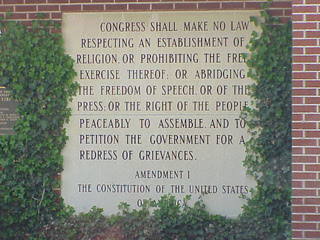 CONGRESS SHALL MAKE NO LAW
RESPECTING AN ESTABLISHMENT OF
RELIGION, OR PROHIBITING THE FREE
EXERCISE THEREOF; OR ABRIDGING
THE FREEDOM OF SPEECH, OR OF THE
PRESS; OR THE RIGHT OF THE PEOPLE
PEACEABLY TO ASSEMBLE, AND TO
PETITION THE GOVERNMENT FOR A
REDRESS OF GRIEVANCES.
AMENDMENT I
THE CONSTITUTION OF THE UNITED STATES
OF